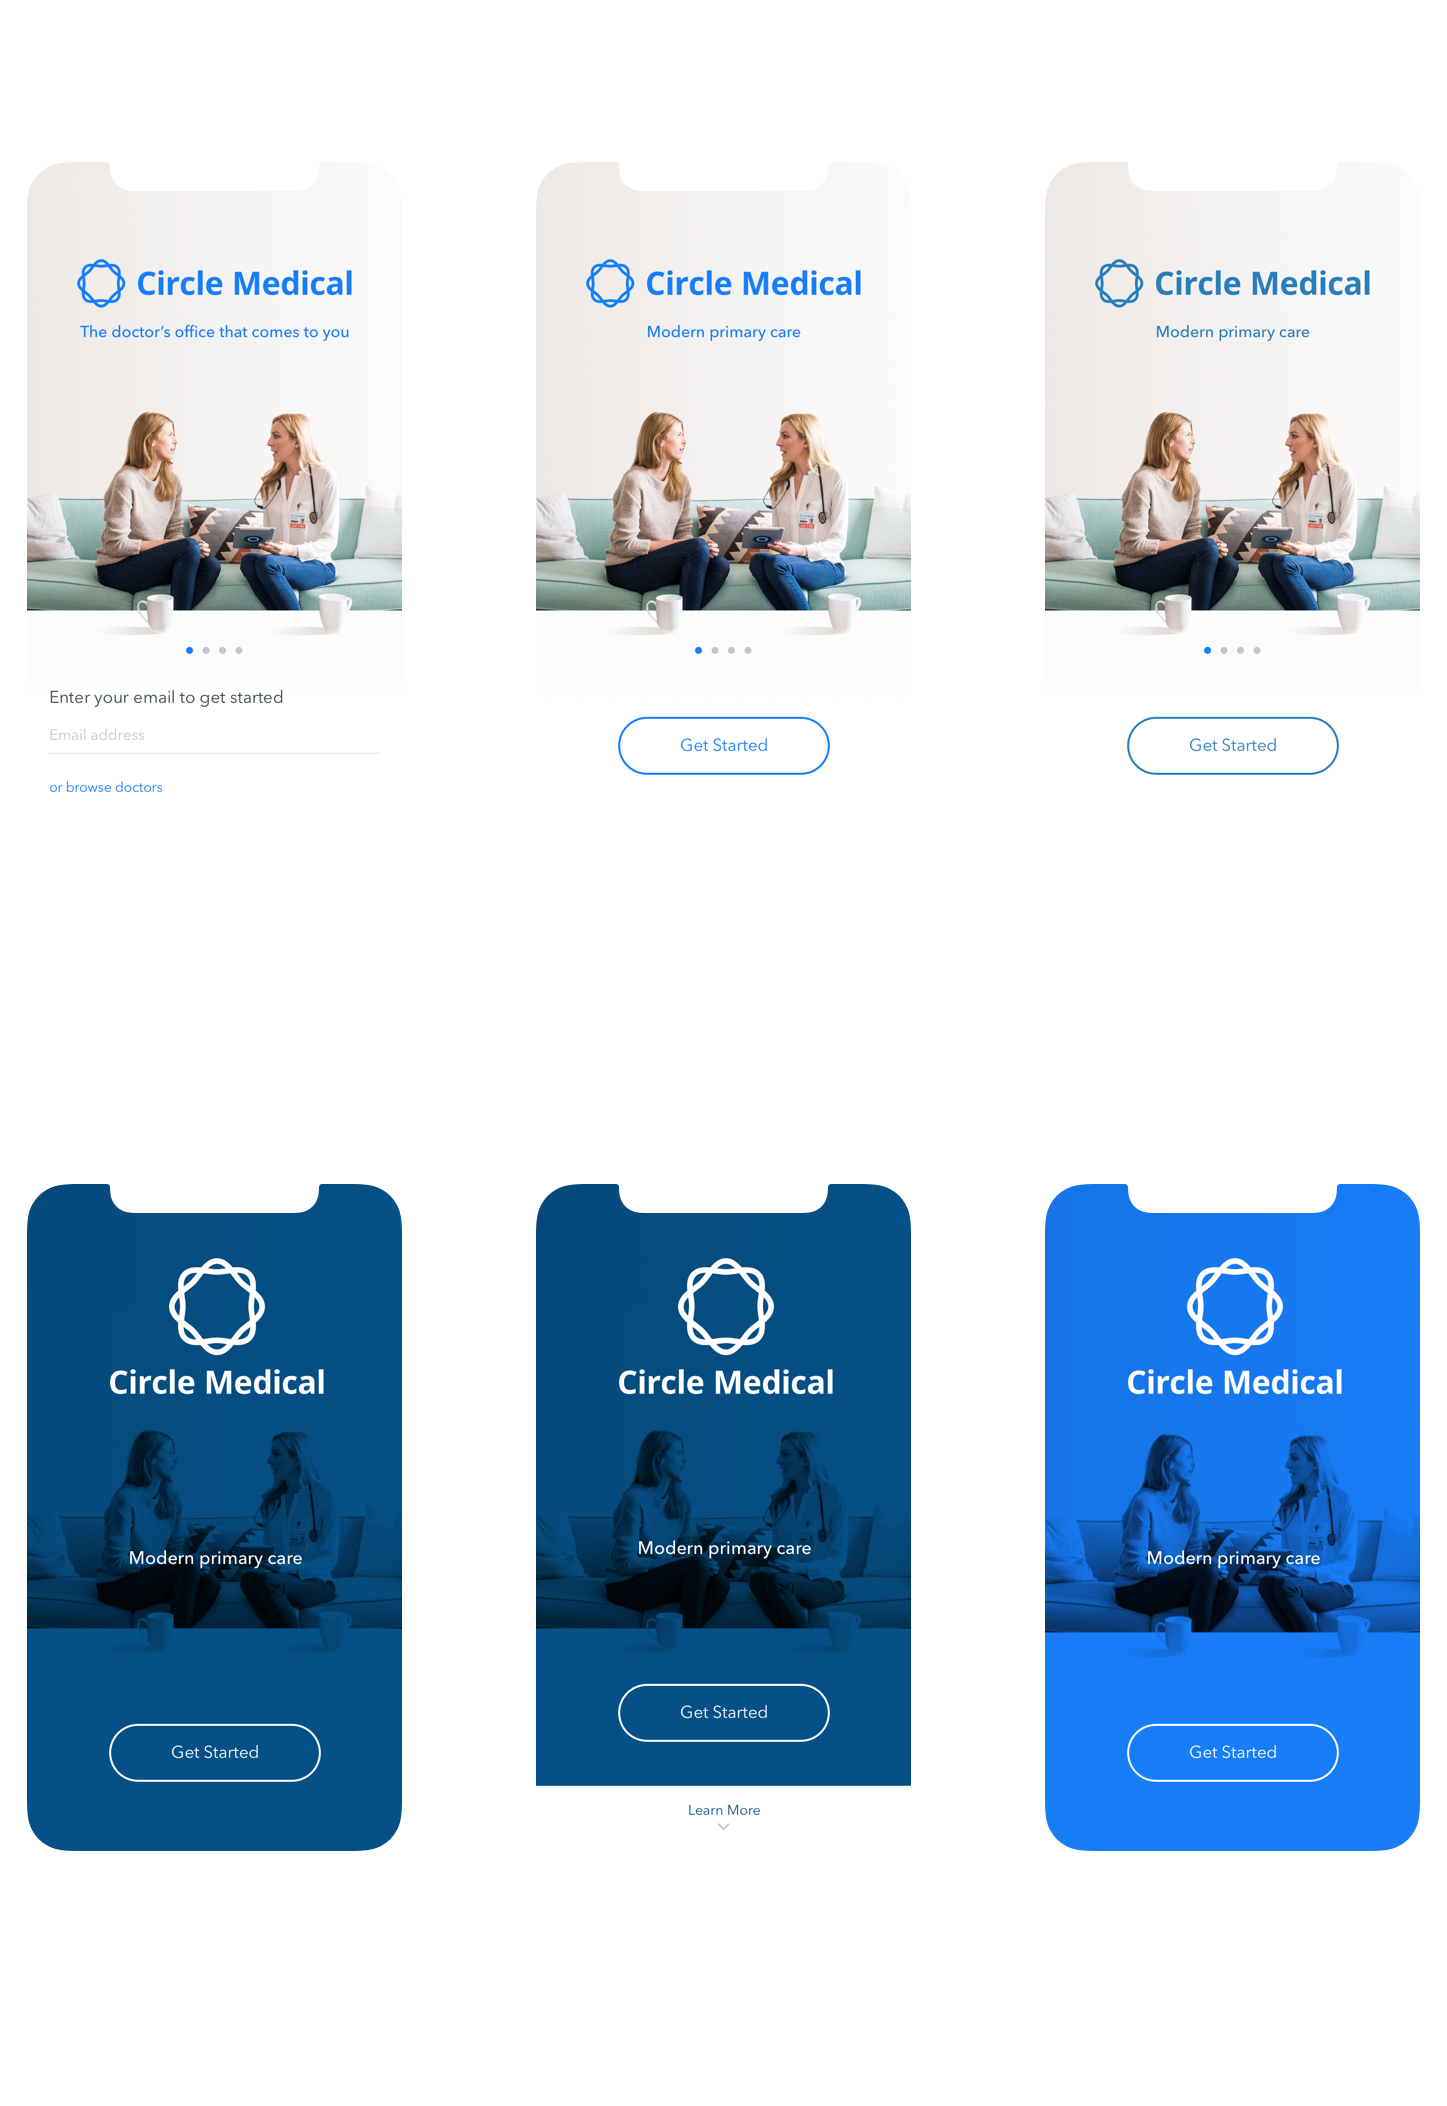 Circle Medical
The doctor’s office that comes to you
Enter your email to get started
Email address
or browse doctors
Circle Medical
Modern primary care
Get Started
Circle Medical
Modern primary care
Get Started
Circle Medical
Modern primary care
Get Started
Circle Medical
Modern primary care
Get Started
Learn More
Circle Medical
Modern primary care
Get Started